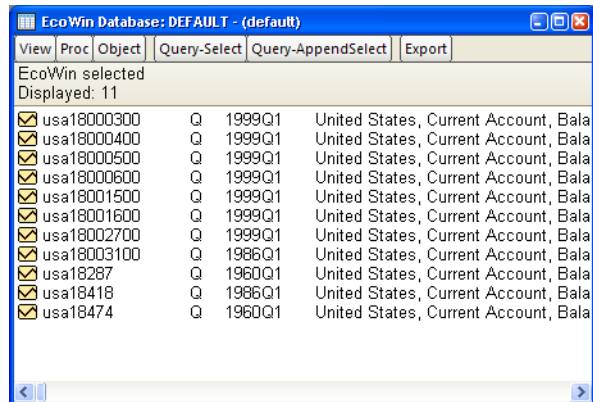 EcoWin Database: DEFAULT - (default)
View Proc Object Query-Select Query-AppendSelect Export
EcoWin selected
Displayed: 11
usa18000300 Q 1999Q1 United States, Current Account, Bala
usa18000400 Q 1999Q1 United States, Current Account, Bala
usa18000500 Q 1999Q1 United States, Current Account, Bala
usa18000600 Q 1999Q1 United States, Current Account, Bala
usa18001500 Q 1999Q1 United States, Current Account, Bala
usa18001600 Q 1999Q1 United States, Current Account, Bala
usa18002700 Q 1999Q1 United States, Current Account, Bala
usa18003100 Q 1986Q1 United States, Current Account, Bala
usa18287 Q 1960Q1 United States, Current Account, Bala
usa18418 Q 1986Q1 United States, Current Account, Bala
usa18474 Q 1960Q1 United States, Current Account, Bala